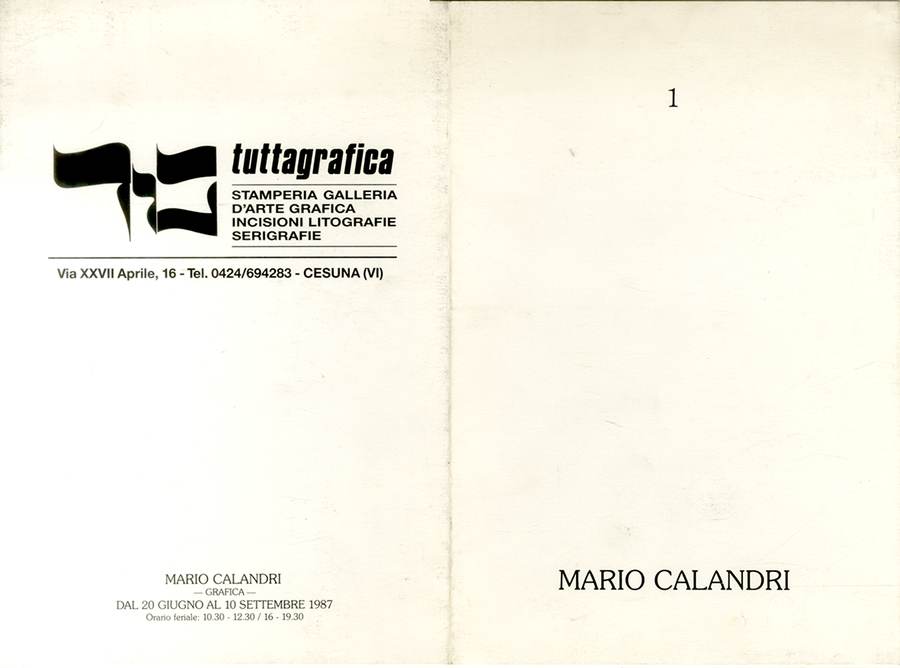 tuttagrafica
STAMPERIA GALLERIA
D'ARTE GRAFICA
INCISIONI LITOGRAFIE
SERIGRAFIE
Via XXVII Aprile, 16 - Tel. 0424/694283 - CESUNA (VI)
MARIO CALANDRI
— GRAFICA —
DAL 20 GIUGNO AL 10 SETTEMBRE 1987
Orario feriale: 10.30 - 12.30 / 16 - 19.30
1
MARIO CALANDRI